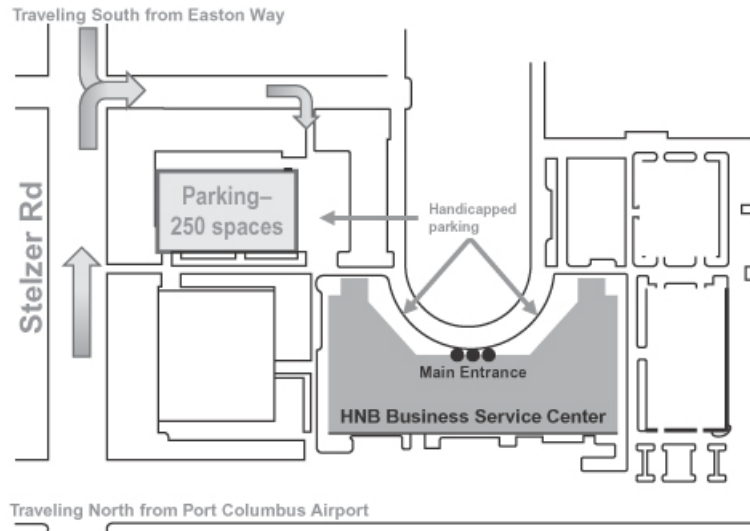 Traveling South from Easton Way
Stelzer Rd
Parking–
250 spaces
Handicapped
parking
Main Entrance
HNB Business Service Center
Traveling North from Port Columbus Airport